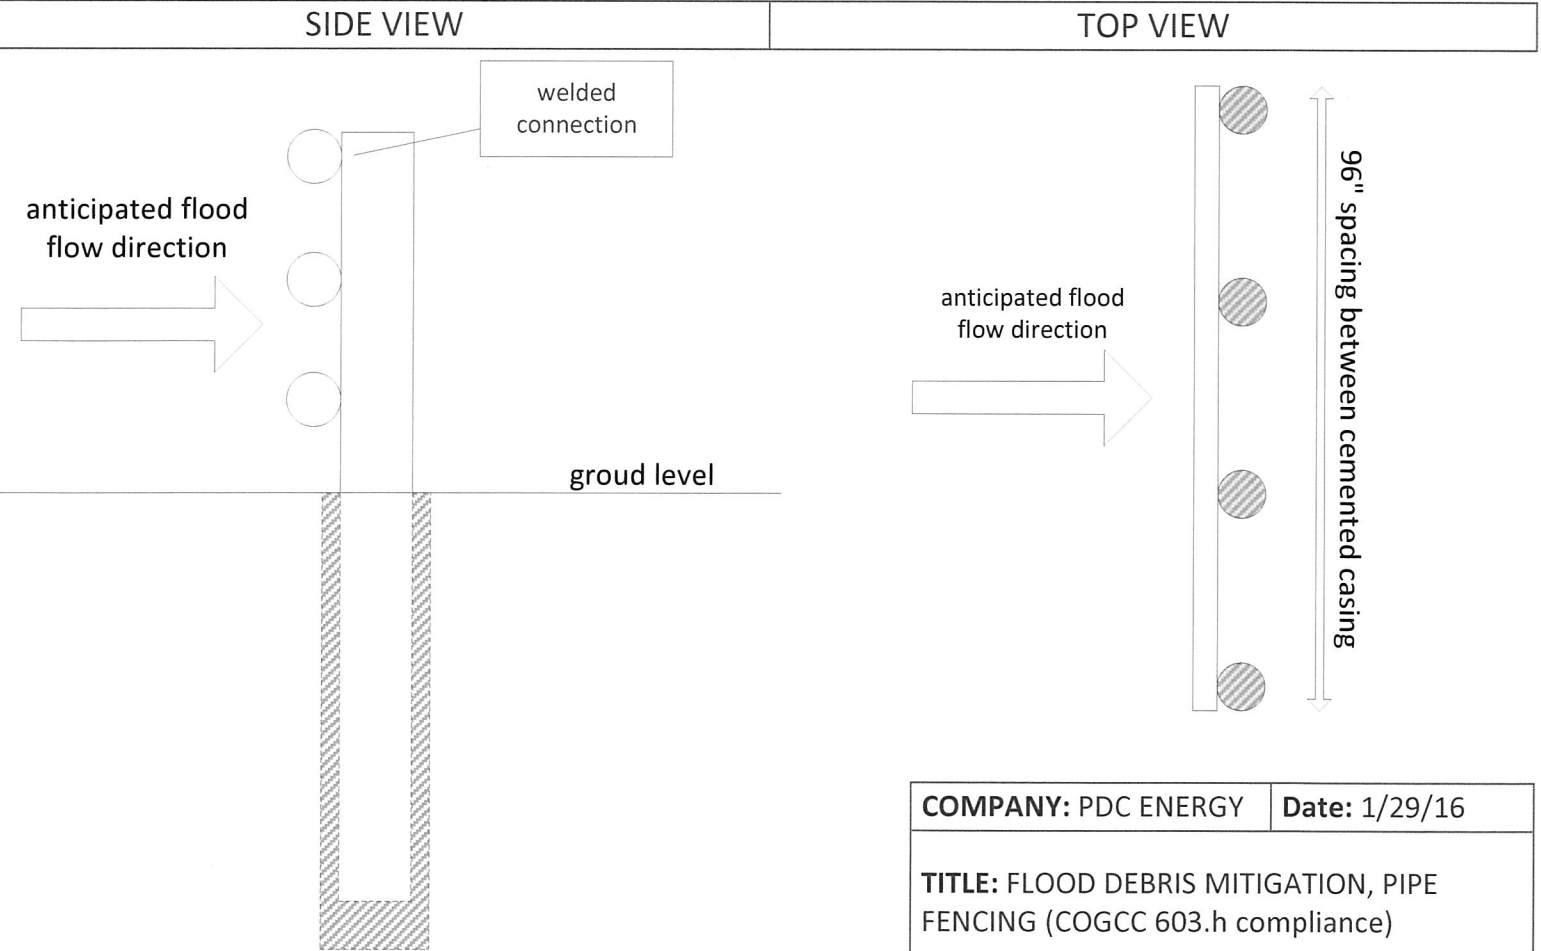 SIDE VIEW
TOP VIEW
welded
connection
anticipated flood
flow direction
groud level
anticipated flood
flow direction
96" spacing between cemented casing
COMPANY: PDC ENERGY
Date: 1/29/16
TITLE: FLOOD DEBRIS MITIGATION, PIPE
FENCING (COGCC 603.h compliance)